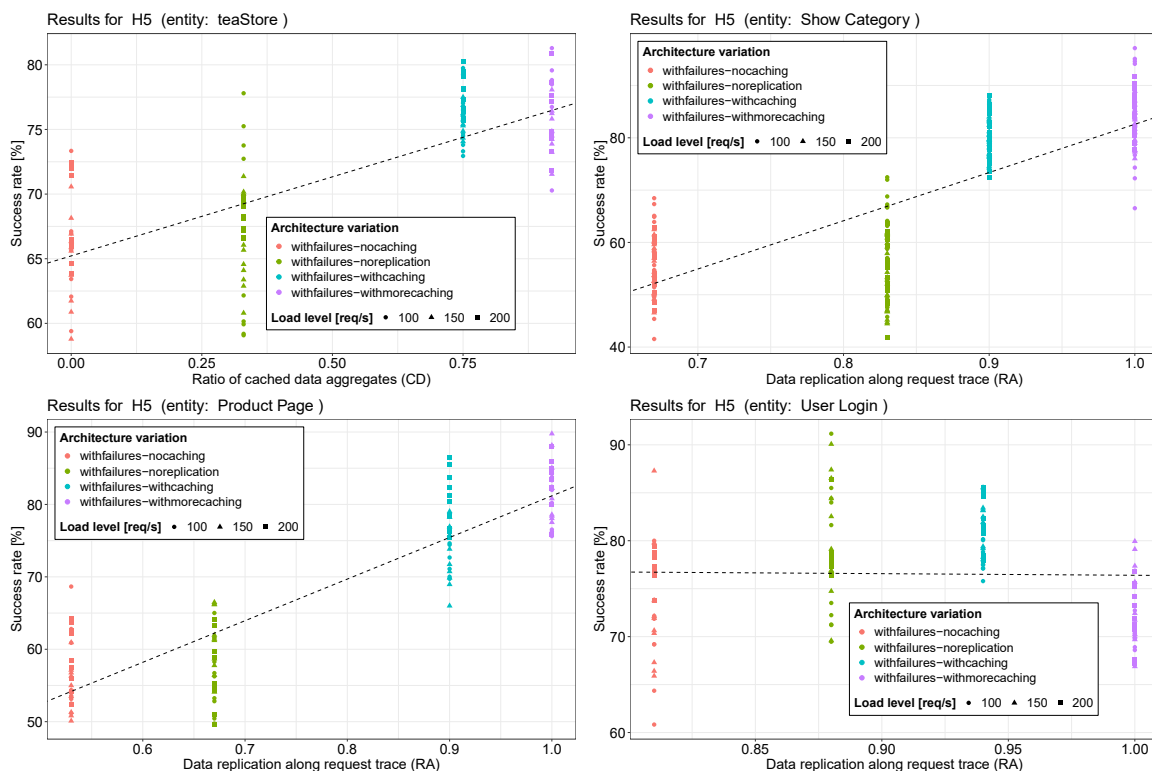 Results for H5 (entity: teaStore )
Success rate [%]
80
75
70
65
60
Architecture variation
withfailures−nocaching
withfailures−noreplication
withfailures−withcaching
withfailures−withmorecaching
Load level [req/s] 100 150 200
0.00 0.25 0.50 0.75
Ratio of cached data aggregates (CD)
Results for H5 (entity: Show Category )
Success rate [%]
80
60
40
Architecture variation
withfailures−nocaching
withfailures−noreplication
withfailures−withcaching
withfailures−withmorecaching
Load level [req/s] 100 150 200
0.7 0.8 0.9 1.0
Data replication along request trace (RA)
Results for H5 (entity: Product Page )
Success rate [%]
90
80
70
60
50
Architecture variation
withfailures−nocaching
withfailures−noreplication
withfailures−withcaching
withfailures−withmorecaching
Load level [req/s] 100 150 200
0.6 0.7 0.8 0.9 1.0
Data replication along request trace (RA)
Results for H5 (entity: User Login )
Success rate [%]
90
80
70
60
Architecture variation
withfailures−nocaching
withfailures−noreplication
withfailures−withcaching
withfailures−withmorecaching
Load level [req/s] 100 150 200
0.85 0.90 0.95 1.00
Data replication along request trace (RA)